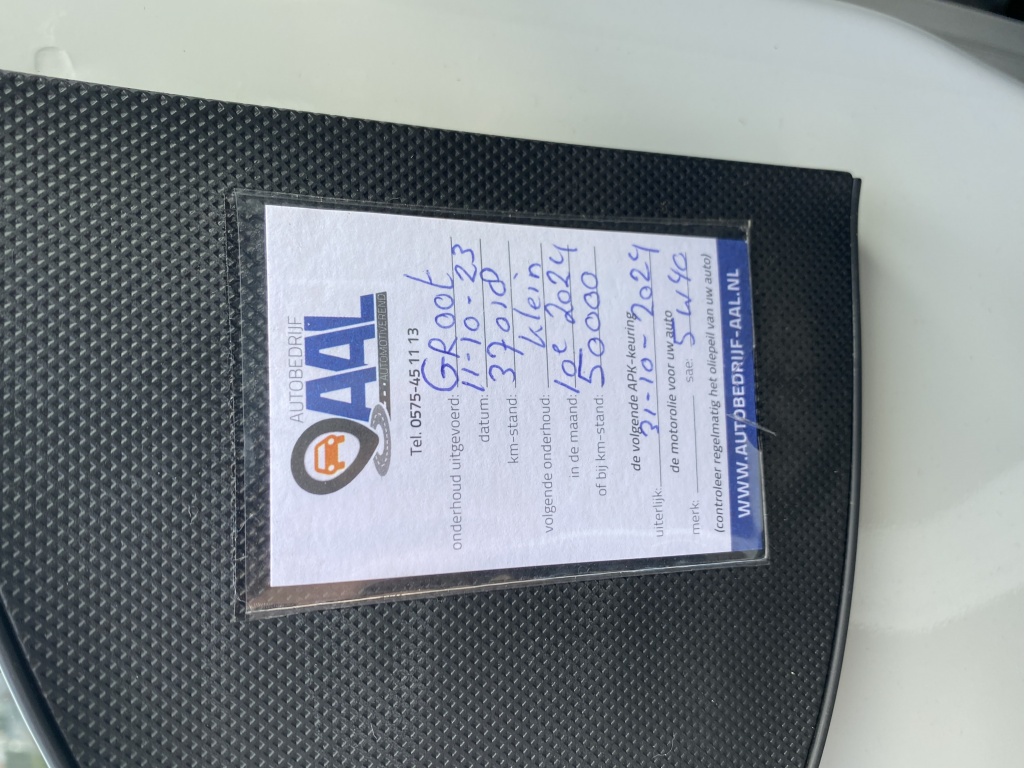 AUTOBEDRIJF
AAL
AUTOMOTIVEREND
Tel. 0575-45 11 13
onderhoud uitgevoerd: GROOt
datum: 11-10-23
km-stand: 37018
volgende onderhoud: Klein
in de maand: 10e 2024
of bij km-stand: 50000
de volgende APK-keuring
uiterlijk: 31-10-2024
de motorolie voor uw auto
merk: sae: 5W40
(controleer regelmatig het oliepeil van uw auto)
WWW.AUTOBEDRIJF-AAL.NL